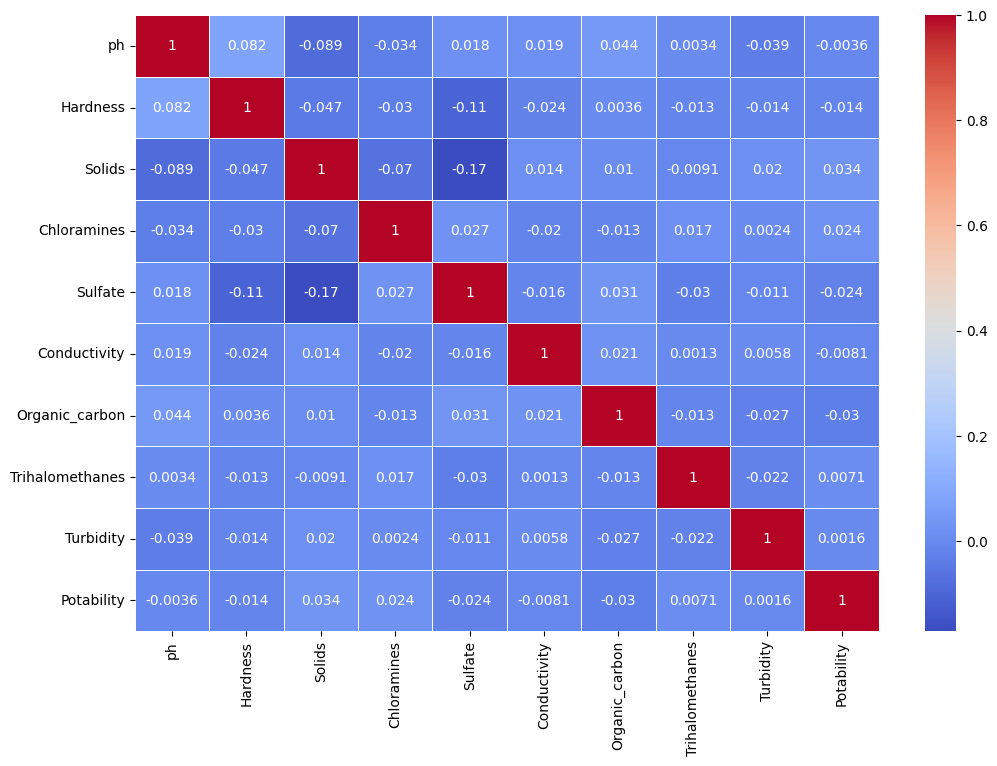 ph 1 0.082 -0.089 -0.034 0.018 0.019 0.044 0.0034 -0.039 -0.0036
Hardness 0.082 1 -0.047 -0.03 -0.11 -0.024 0.0036 -0.013 -0.014 -0.014
Solids -0.089 -0.047 1 -0.07 -0.17 0.014 0.01 -0.0091 0.02 0.034
Chloramines -0.034 -0.03 -0.07 1 0.027 -0.02 -0.013 0.017 0.0024 0.024
Sulfate 0.018 -0.11 -0.17 0.027 1 -0.016 0.031 -0.03 -0.011 -0.024
Conductivity 0.019 -0.024 0.014 -0.02 -0.016 1 0.021 0.0013 0.0058 -0.0081
Organic_carbon 0.044 0.0036 0.01 -0.013 0.031 0.021 1 -0.013 -0.027 -0.03
Trihalomethanes 0.0034 -0.013 -0.0091 0.017 -0.03 0.0013 -0.013 1 -0.022 0.0071
Turbidity -0.039 -0.014 0.02 0.0024 -0.011 0.0058 -0.027 -0.022 1 0.0016
Potability -0.0036 -0.014 0.034 0.024 -0.024 -0.0081 -0.03 0.0071 0.0016 1
ph
Hardness
Solids
Chloramines
Sulfate
Conductivity
Organic_carbon
Trihalomethanes
Turbidity
Potability
1.0
0.8
0.6
0.4
0.2
0.0